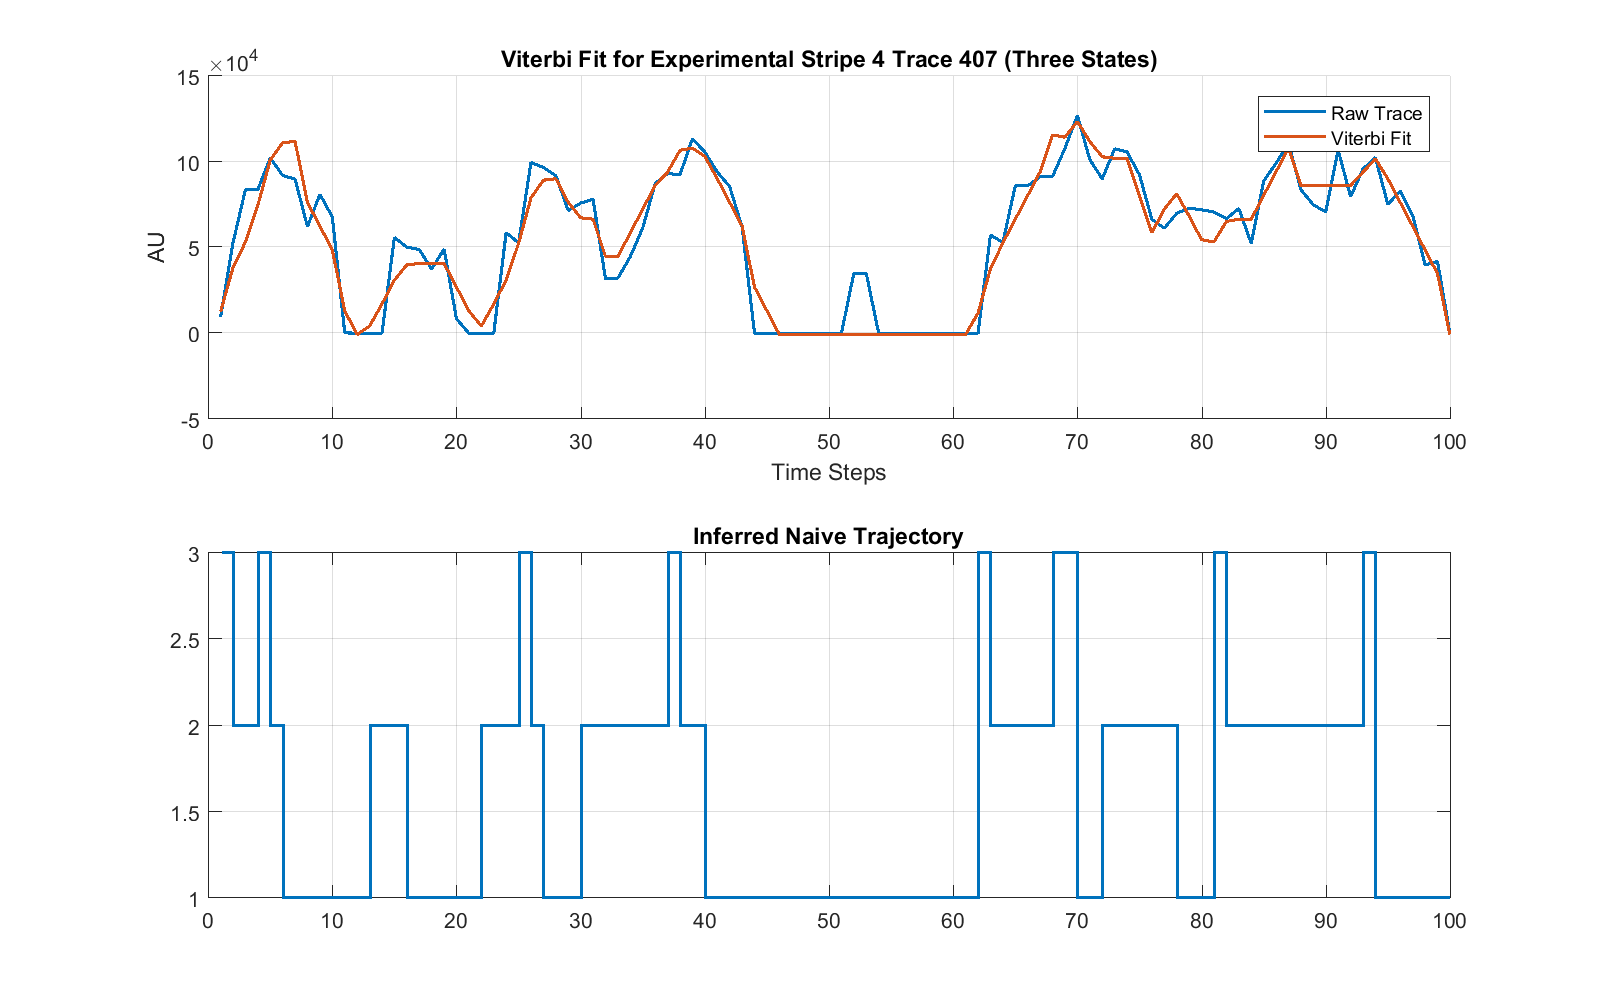 Viterbi Fit for Experimental Stripe 4 Trace 407 (Three States)
×10⁴
15
10
5
0
-5
AU
Raw Trace
Viterbi Fit
0 10 20 30 40 50 60 70 80 90 100
Time Steps
Inferred Naive Trajectory
3
2.5
2
1.5
1
0 10 20 30 40 50 60 70 80 90 100